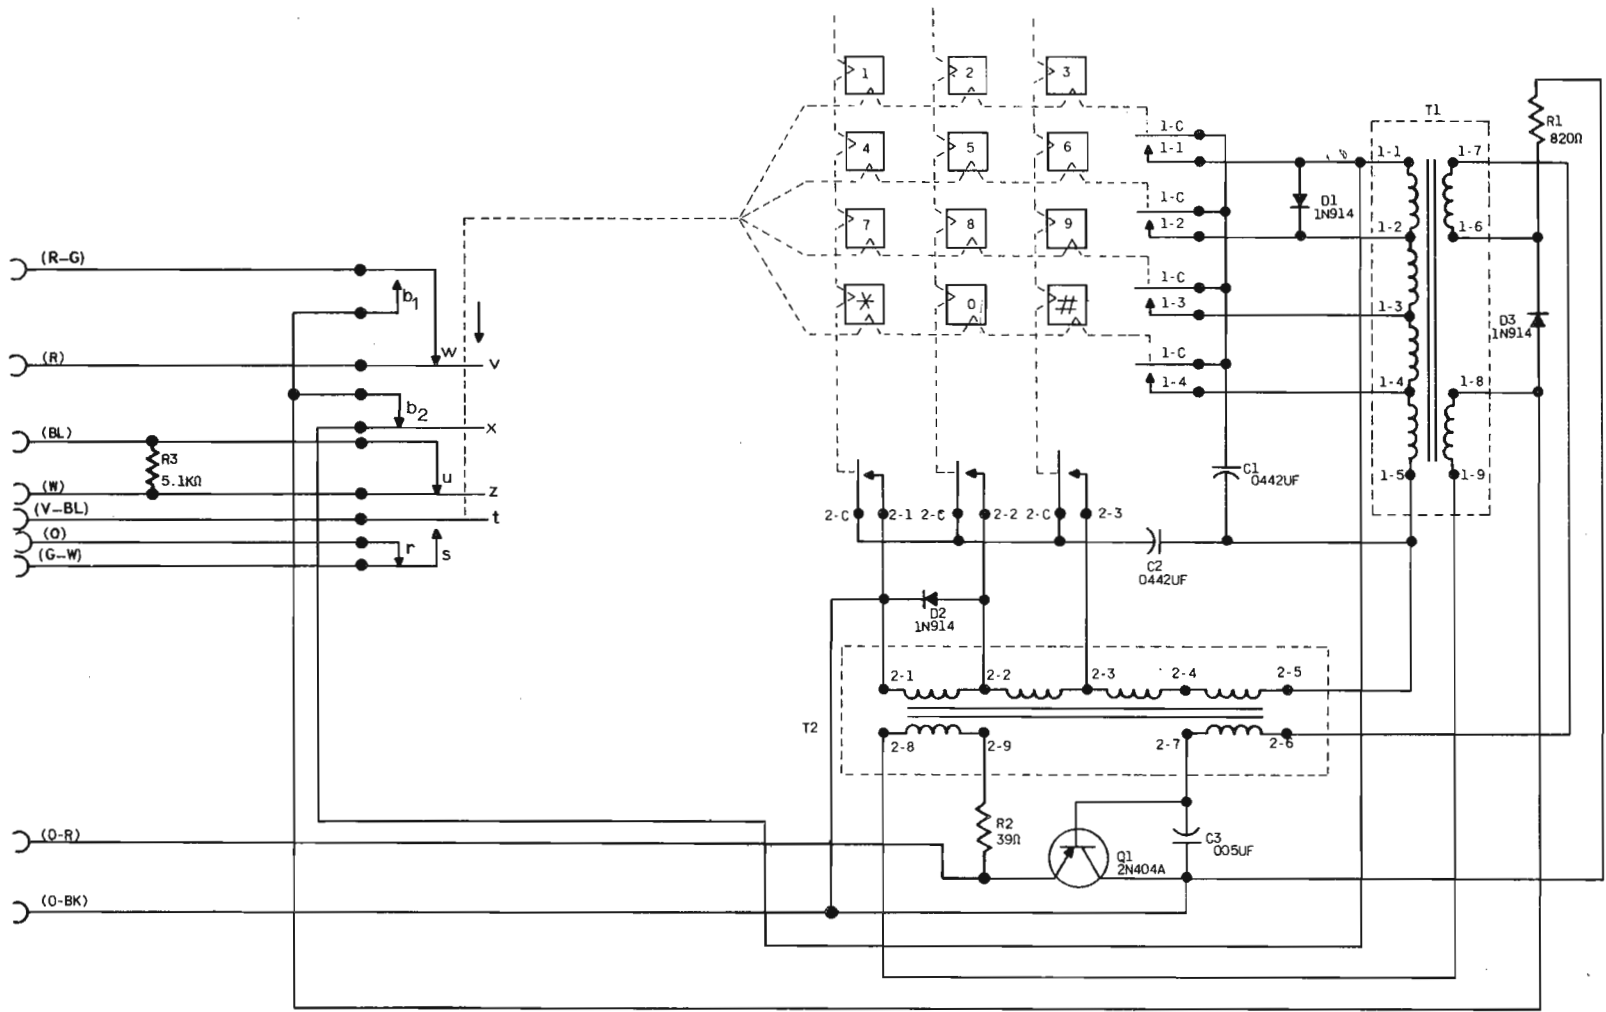 1 2 3
4 5 6
7 8 9
* 0 #
1-C
1-1
1-C
1-2
1-C
1-3
1-C
1-4
D1
1N914
T1
1-1 1-7
1-2 1-6
1-3
1-4 1-8
1-5 1-9
R1
820Ω
D3
1N914
(R-G)
b1
w
(R)
v
b2
x
(BL)
R3
5.1KΩ
u
(W)
z
(V-BL)
t
(O)
r s
(G-W)
2-C 2-1 2-C 2-2 2-C 2-3
C1
0442UF
C2
0442UF
D2
1N914
2-1 2-2 2-3 2-4 2-5
T2
2-8 2-9 2-7 2-6
R2
39Ω
Q1
2N404A
C3
005UF
(O-R)
(O-BK)